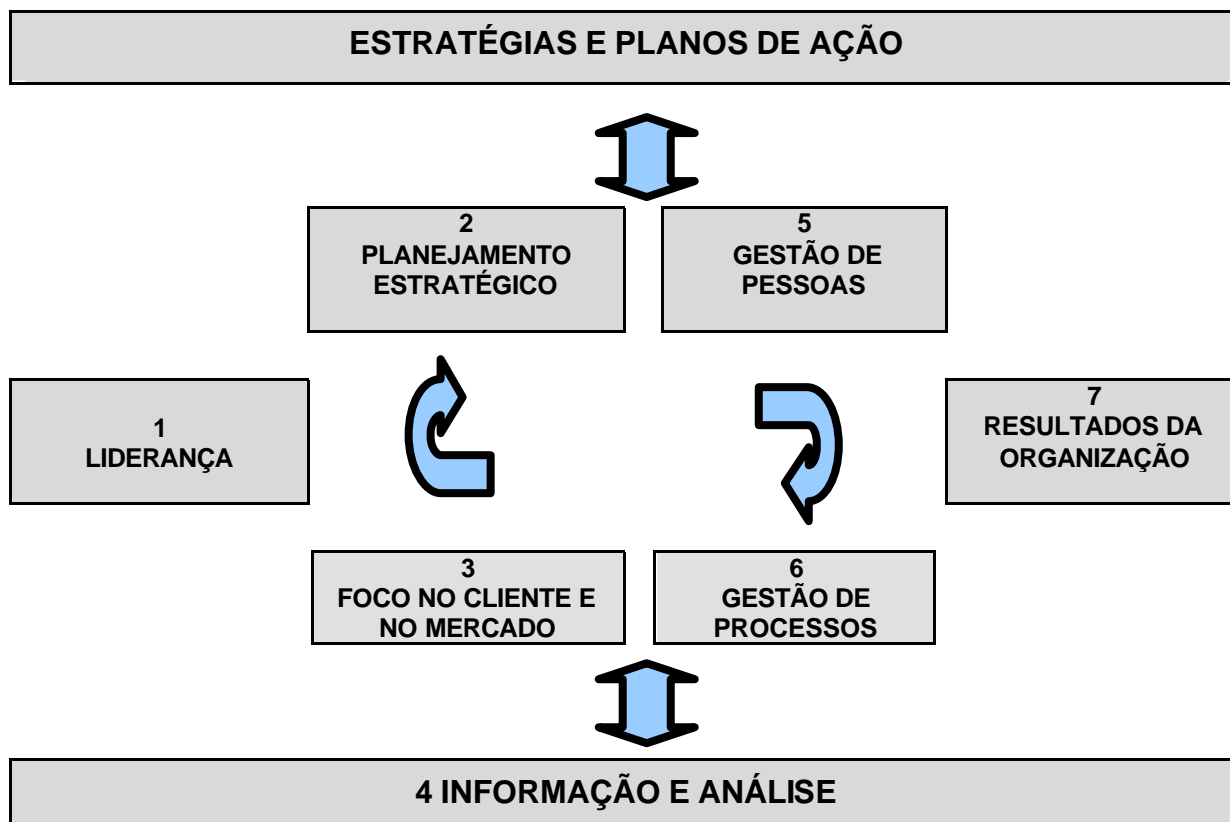 ESTRATÉGIAS E PLANOS DE AÇÃO
2
PLANEJAMENTO
ESTRATÉGICO
5
GESTÃO DE
PESSOAS
1
LIDERANÇA
7
RESULTADOS DA
ORGANIZAÇÃO
3
FOCO NO CLIENTE E
NO MERCADO
6
GESTÃO DE
PROCESSOS
4 INFORMAÇÃO E ANÁLISE